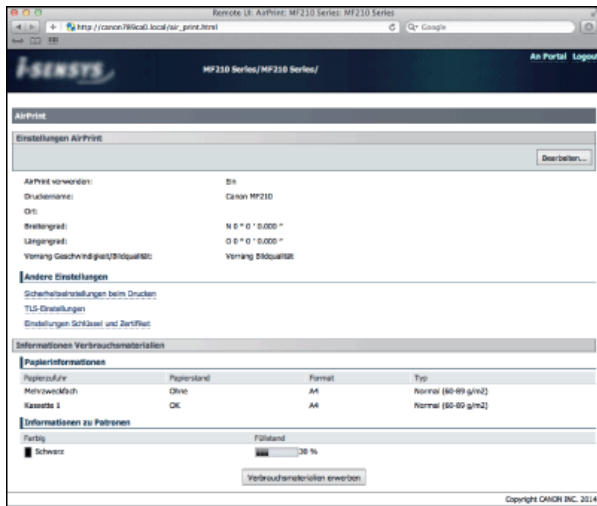 Remote UI: AirPrint: MF210 Series: MF210 Series
http://canon789ca0.local/air_print.html
Google
i-SENSYS
MF210 Series/MF210 Series/
An Portal Logout
AirPrint
Einstellungen AirPrint
Bearbeiten...
AirPrint verwenden: Ein
Druckername: Canon MF210
Ort:
Breitengrad: N 0 ° 0 ' 0.000 "
Längengrad: O 0 ° 0 ' 0.000 "
Vorrang Geschwindigkeit/Bildqualität: Vorrang Bildqualität
Andere Einstellungen
Sicherheitseinstellungen beim Drucken
TLS-Einstellungen
Einstellungen Schlüssel und Zertifikat
Informationen Verbrauchsmaterialien
Papierinformationen
Papierzufuhr Papierstand Format Typ
Mehrzweckfach Ohne A4 Normal (60-89 g/m2)
Kassette 1 OK A4 Normal (60-89 g/m2)
Informationen zu Patronen
Farbig Füllstand
Schwarz 30 %
Verbrauchsmaterialien erwerben
Copyright CANON INC. 2014